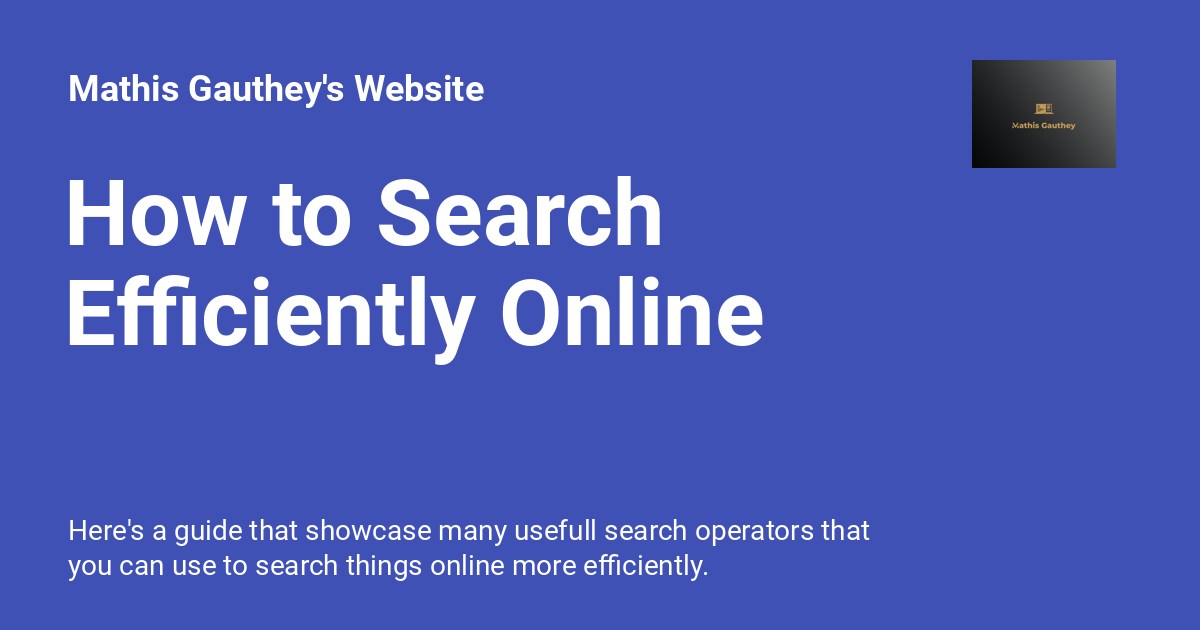 Mathis Gauthey's Website
Mathis Gauthey
How to Search
Efficiently Online
Here's a guide that showcase many usefull search operators that
you can use to search things online more efficiently.